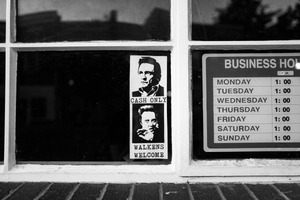 CASH ONLY
WALKENS
WELCOME
BUSINESS HO
MONDAY 1:00
TUESDAY 1:00
WEDNESDAY 1:00
THURSDAY 1:00
FRIDAY 1:00
SATURDAY 1:00
SUNDAY 1:00